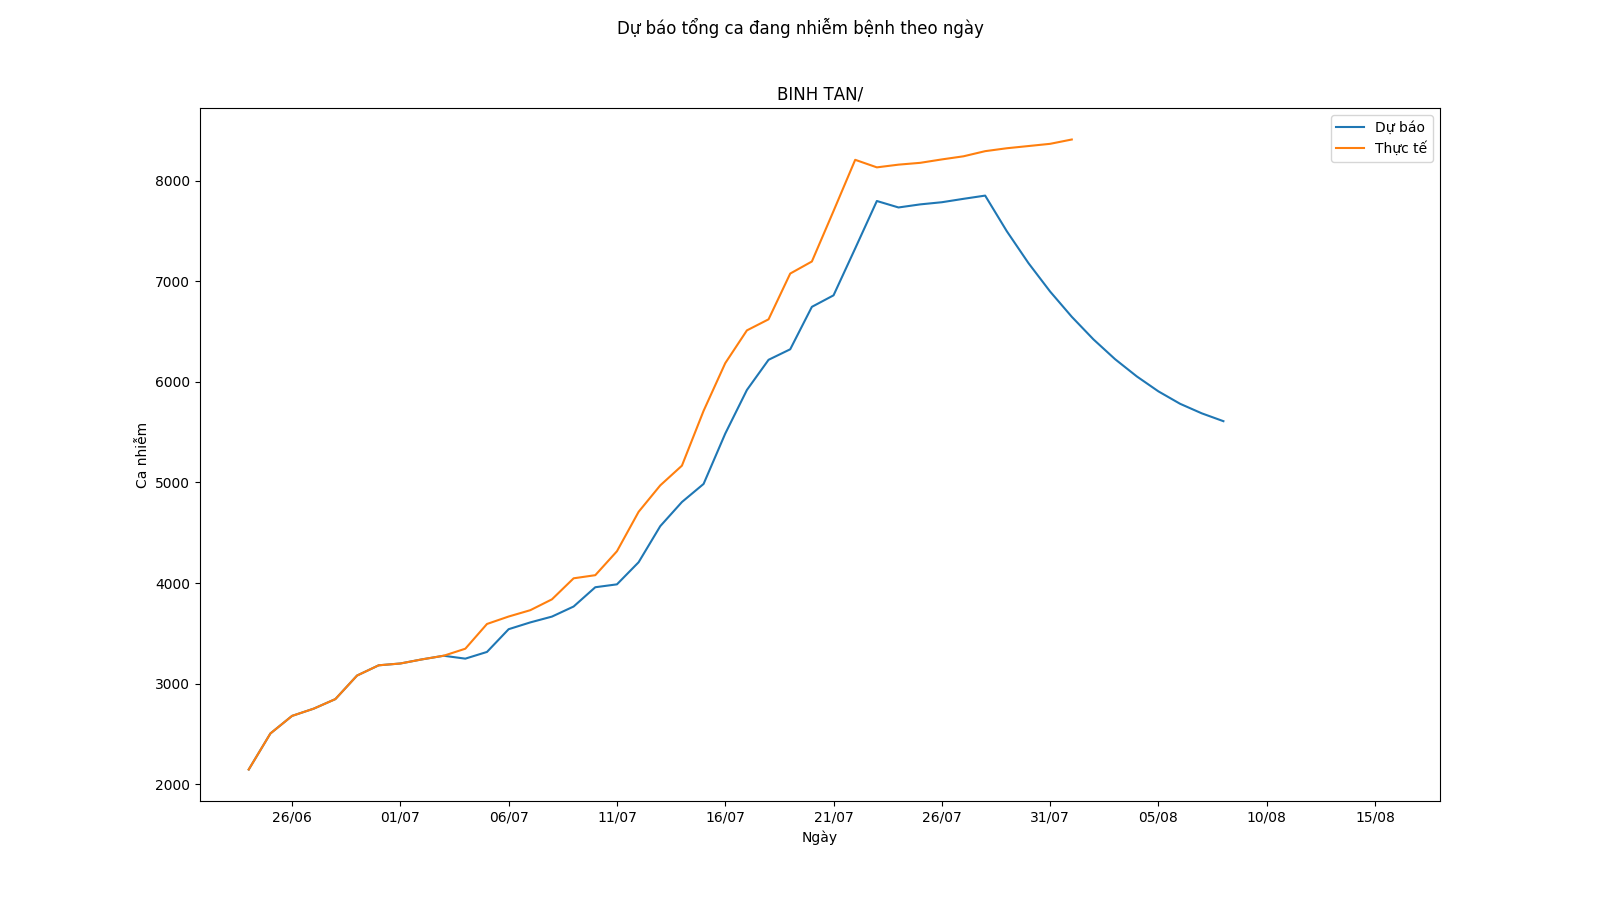 Dự báo tổng ca đang nhiễm bệnh theo ngày
BINH TAN/
Dự báo
Thực tế
8000
7000
6000
5000
4000
3000
2000
Ca nhiễm
26/06 01/07 06/07 11/07 16/07 21/07 26/07 31/07 05/08 10/08 15/08
Ngày